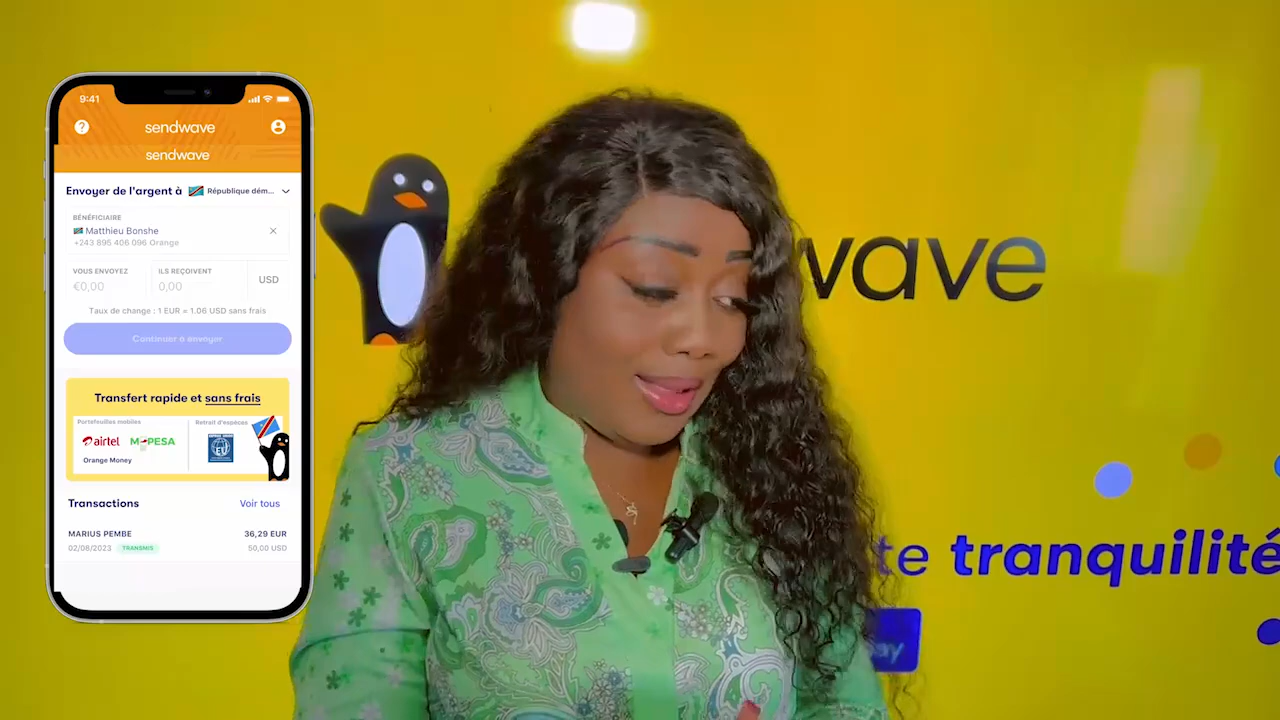 9:41
sendwave
sendwave
Envoyer de l'argent à République dém...
BÉNÉFICIAIRE
Matthieu Bonshe
+243 895 406 096 Orange
VOUS ENVOYEZ
ILS REÇOIVENT
€0,00
0,00
USD
Taux de change : 1 EUR = 1.06 USD sans frais
Continuer à envoyer
Transfert rapide et sans frais
Portefeuilles mobiles
Retrait d'espèces
airtel
M-PESA
Orange Money
Transactions
Voir tous
MARIUS PEMBE
36,29 EUR
02/08/2023
TRANSMIS
50,00 USD
wave
te tranquilité
ay